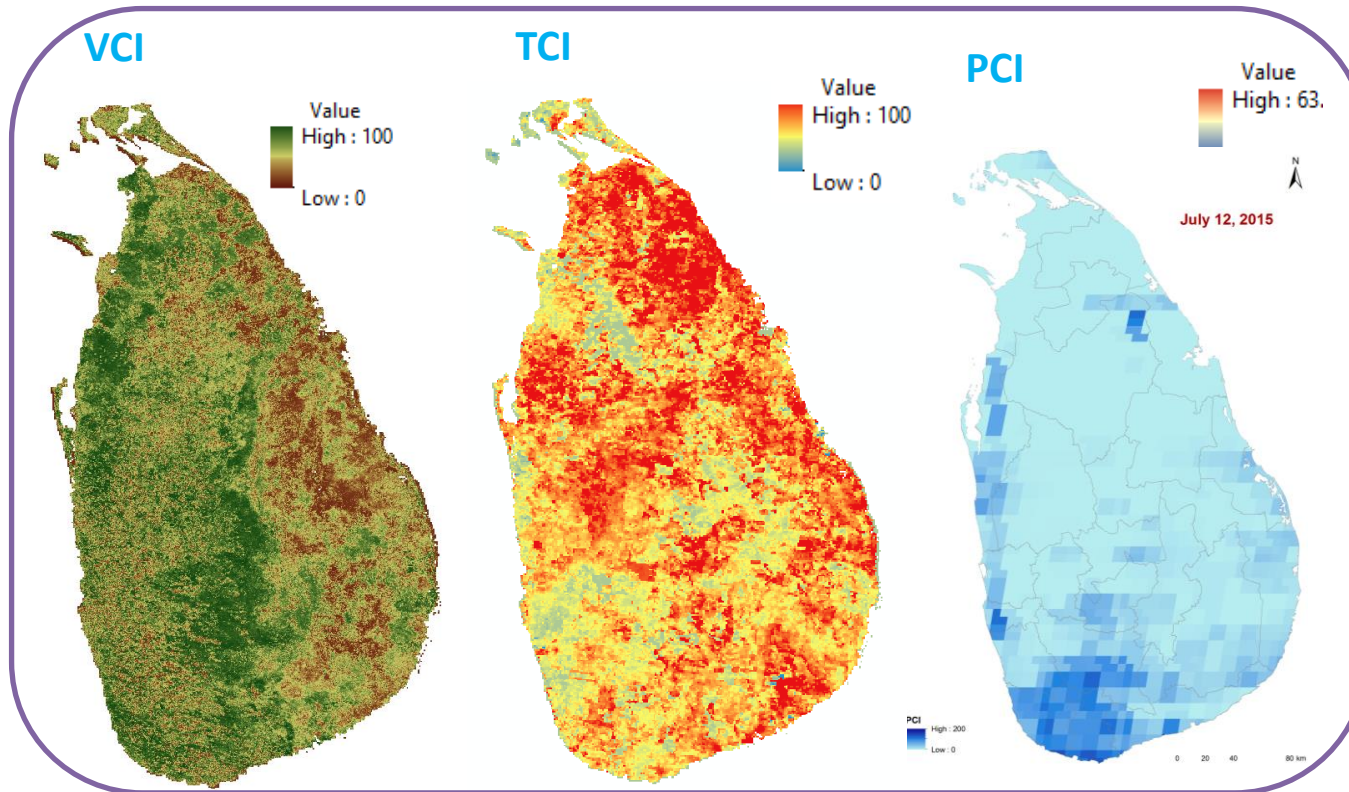 VCI
Value
High : 100
Low : 0
TCI
Value
High : 100
Low : 0
PCI
Value
High : 63.
N
July 12, 2015
PCI
High : 200
Low : 0
0 20 40 80 km